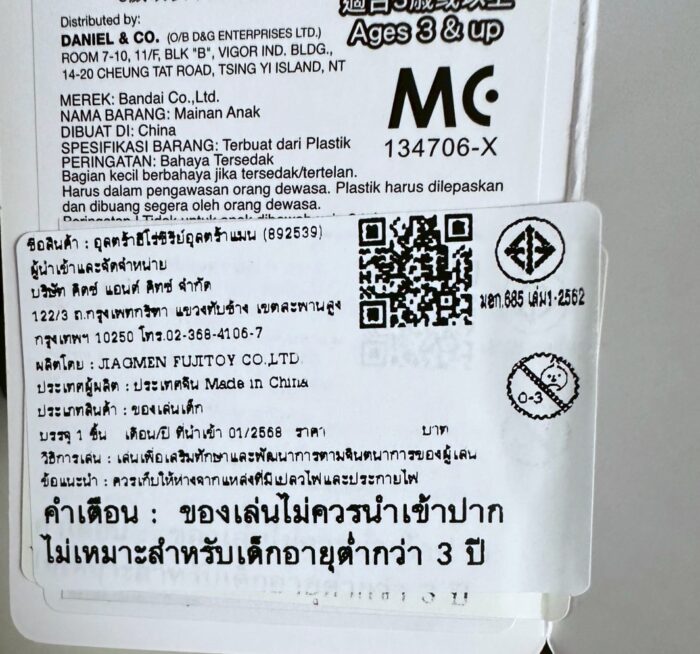 Distributed by:
DANIEL & CO. (O/B D&G ENTERPRISES LTD.)
ROOM 7-10, 11/F, BLK "B", VIGOR IND. BLDG.,
14-20 CHEUNG TAT ROAD, TSING YI ISLAND, NT
適合3歲或以上
Ages 3 & up
MC
134706-X
MEREK: Bandai Co.,Ltd.
NAMA BARANG: Mainan Anak
DIBUAT DI: China
SPESIFIKASI BARANG: Terbuat dari Plastik
PERINGATAN: Bahaya Tersedak
Bagian kecil berbahaya jika tersedak/tertelan.
Harus dalam pengawasan orang dewasa. Plastik harus dilepaskan
dan dibuang segera oleh orang dewasa.
ชื่อสินค้า : อุลตร้าฮีโร่ซีรีย์อุลตร้าแมน (892539)
ผู้นำเข้าและจัดจำหน่าย
บริษัท คิดซ์ แอนด์ คิทซ์ จำกัด
122/3 ถ.กรุงเทพกรีฑา แขวงทับช้าง เขตสะพานสูง
กรุงเทพฯ 10250 โทร.02-368-4106-7
ผลิตโดย : JIAGMEN FUJITOY CO.,LTD.
ประเทศผู้ผลิต : ประเทศจีน Made in China
ประเภทสินค้า : ของเล่นเด็ก
บรรจุ 1 ชิ้น เดือน/ปี ที่นำเข้า 01/2568 ราคา บาท
วิธีการเล่น : เล่นเพื่อเสริมทักษะและพัฒนาการตามจินตนาการของผู้เล่น
ข้อแนะนำ : ควรเก็บให้ห่างจากแหล่งที่มีเปลวไฟและประกายไฟ
คำเตือน : ของเล่นไม่ควรนำเข้าปาก
ไม่เหมาะสำหรับเด็กอายุต่ำกว่า 3 ปี
มอก.685 เล่ม1-2562
0-3